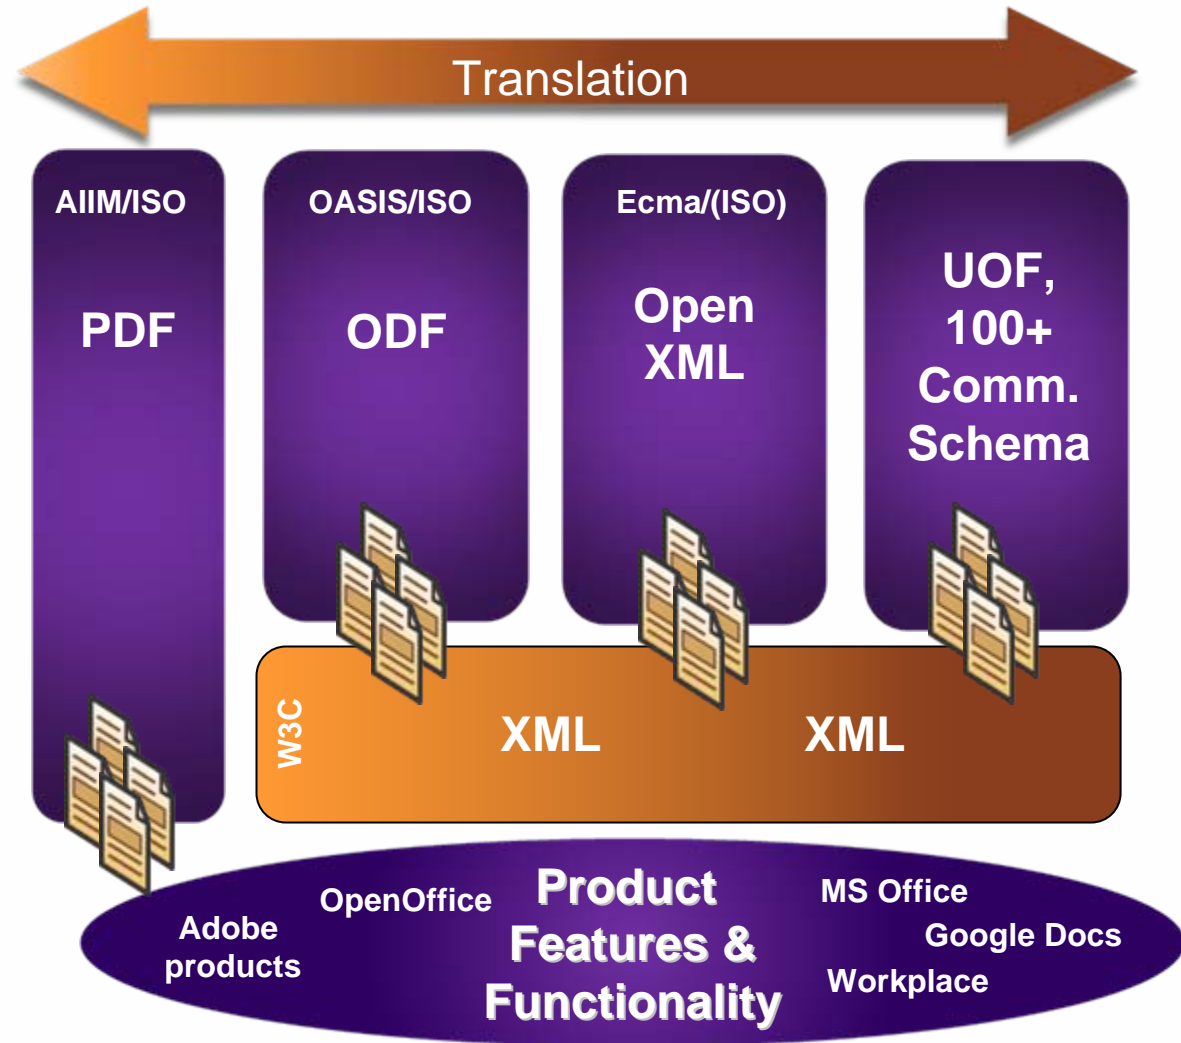 Translation
AIIM/ISO
PDF
OASIS/ISO
ODF
Ecma/(ISO)
Open
XML
UOF,
100+
Comm.
Schema
W3C
XML
XML
Product
Features &
Functionality
Adobe
products
OpenOffice
MS Office
Google Docs
Workplace